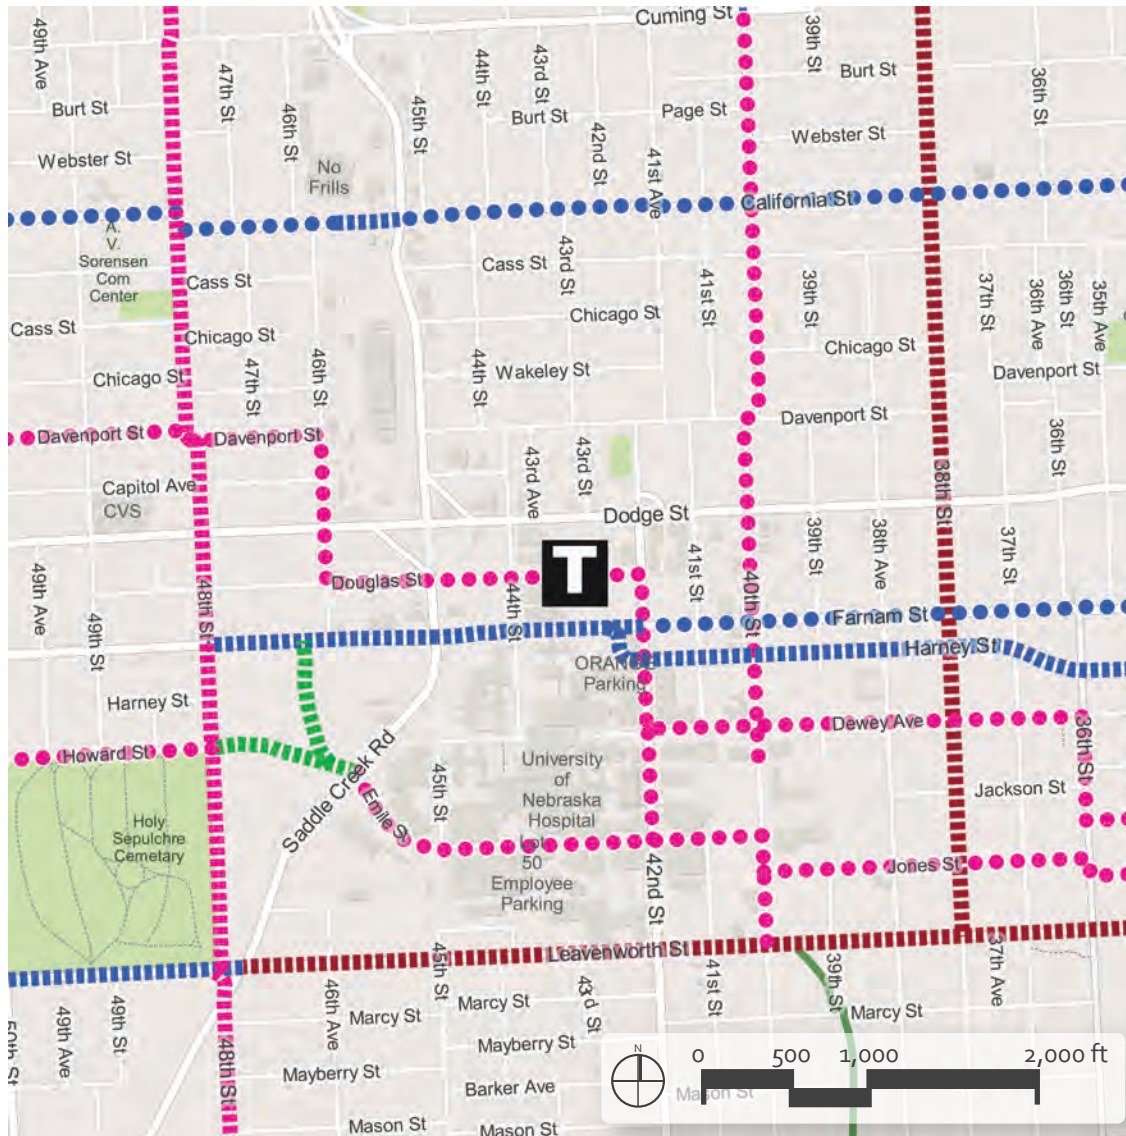 Cuming St
49th Ave
47th St
46th St
45th St
44th St
43rd St
42nd St
41st Ave
39th St
36th St
Burt St
Burt St
Page St
Burt St
Webster St
Webster St
No
Frills
California St
A.
V.
Sorensen
Com
Center
Cass St
Cass St
43rd St
41st St
39th St
37th St
36th Ave
36th St
35th Ave
Cass St
Chicago St
Chicago St
Chicago St
Chicago St
47th St
46th St
44th St
Wakeley St
Davenport St
Davenport St
Davenport St
Davenport St
36th St
Capitol Ave
CVS
43rd Ave
43rd St
38th St
Dodge St
49th Ave
49th St
48th St
Douglas St
T
44th St
41st St
40th St
39th St
38th Ave
37th St
Farnam St
Harney St
ORANGE
Parking
Harney St
Dewey Ave
36th St
Howard St
Saddle Creek Rd
Emile St
45th St
University
of
Nebraska
Hospital
Lot
50
Employee
Parking
Jackson St
Holy
Sepulchre
Cemetary
42nd St
Jones St
Leavenworth St
50th St
49th Ave
49th St
48th St
46th Ave
45th St
43rd St
41st St
39th St
37th Ave
Marcy St
Marcy St
Marcy St
Mayberry St
Mayberry St
Barker Ave
Mason St
Mason St
Mason St
N
0 500 1,000 2,000 ft